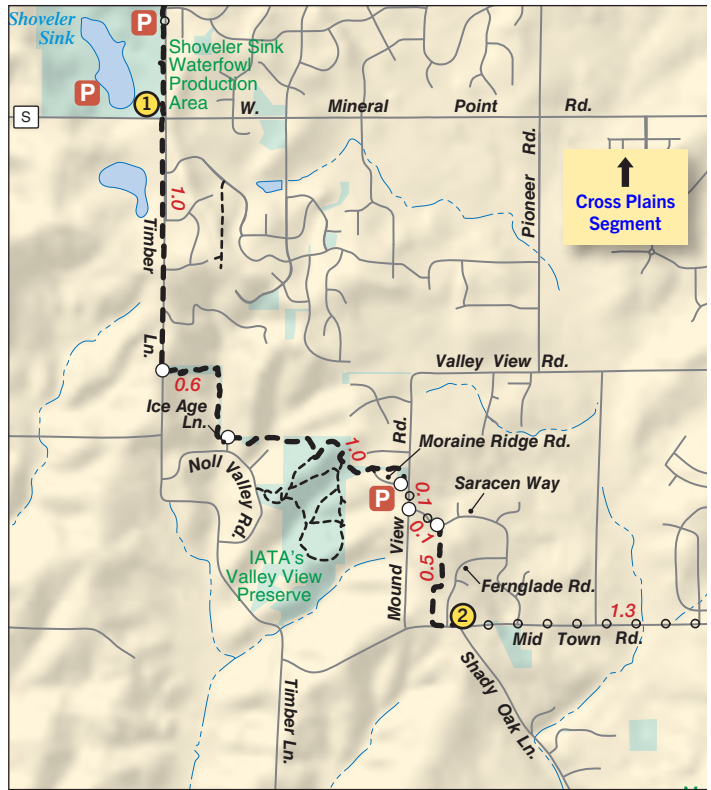 Shoveler
Sink
P
P
Shoveler Sink
Waterfowl
Production
Area
1
S
W. Mineral Point Rd.
Pioneer Rd.
Cross Plains
Segment
1.0
Timber Ln.
Valley View Rd.
0.6
Ice Age
Ln.
Noll Valley Rd.
1.0
Moraine Ridge Rd.
P
0.1
Saracen Way
0.1
Mound View Rd.
0.5
Fernglade Rd.
IATA's
Valley View
Preserve
2
1.3
Mid Town Rd.
Timber Ln.
Shady Oak Ln.